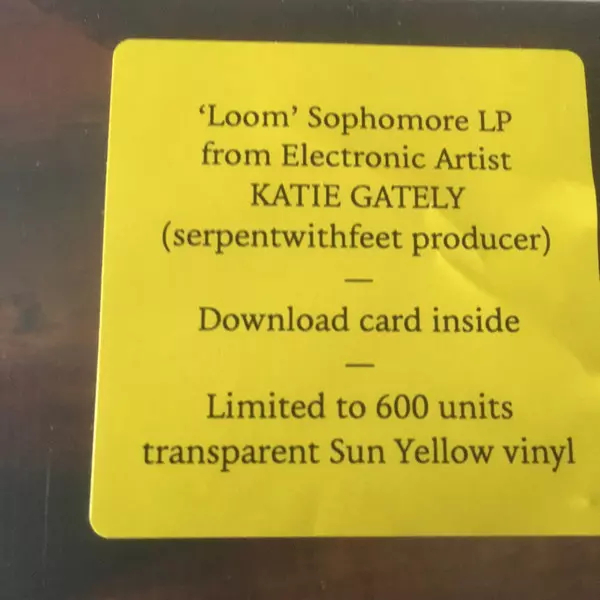 ‘Loom’ Sophomore LP
from Electronic Artist
KATIE GATELY
(serpentwithfeet producer)
—
Download card inside
—
Limited to 600 units
transparent Sun Yellow vinyl